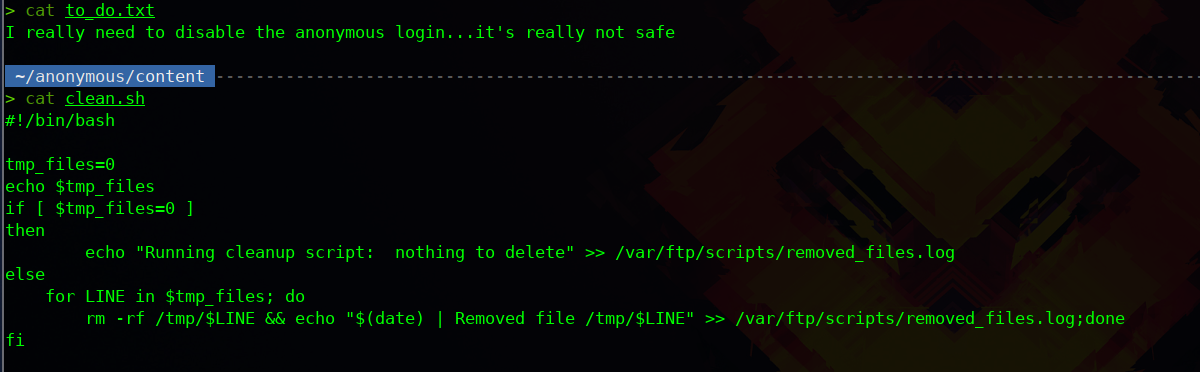 > cat to_do.txt
I really need to disable the anonymous login...it's really not safe
~/anonymous/content
> cat clean.sh
#!/bin/bash
tmp_files=0
echo $tmp_files
if [ $tmp_files=0 ]
then
        echo "Running cleanup script:  nothing to delete" >> /var/ftp/scripts/removed_files.log
else
    for LINE in $tmp_files; do
        rm -rf /tmp/$LINE && echo "$(date) | Removed file /tmp/$LINE" >> /var/ftp/scripts/removed_files.log;done
fi